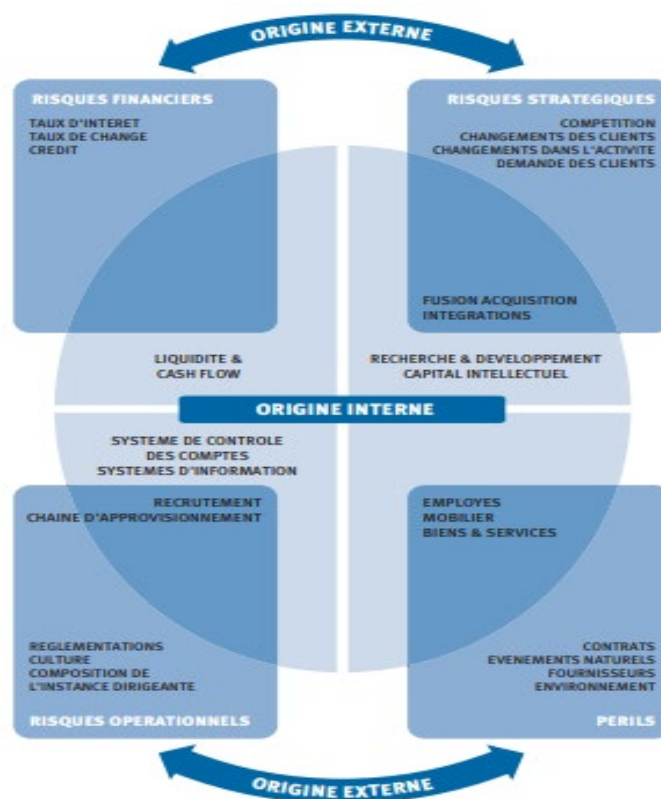 ORIGINE EXTERNE
RISQUES FINANCIERS
TAUX D'INTERET
TAUX DE CHANGE
CREDIT
RISQUES STRATEGIQUES
COMPETITION
CHANGEMENTS DES CLIENTS
CHANGEMENTS DANS L'ACTIVITE
DEMANDE DES CLIENTS
FUSION ACQUISITION
INTEGRATIONS
LIQUIDITE &
CASH FLOW
RECHERCHE & DEVELOPPEMENT
CAPITAL INTELLECTUEL
ORIGINE INTERNE
SYSTEME DE CONTROLE
DES COMPTES
SYSTEMES D'INFORMATION
RECRUTEMENT
CHAINE D'APPROVISIONNEMENT
EMPLOYES
MOBILIER
BIENS & SERVICES
REGLEMENTATIONS
CULTURE
COMPOSITION DE
L'INSTANCE DIRIGEANTE
RISQUES OPERATIONNELS
CONTRATS
EVENEMENTS NATURELS
FOURNISSEURS
ENVIRONNEMENT
PERILS
ORIGINE EXTERNE